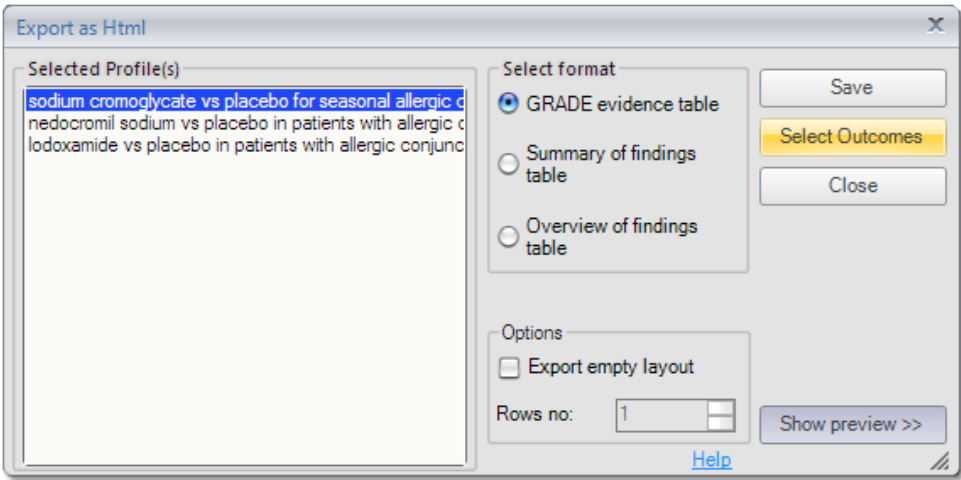 Export as Html
x
Selected Profile(s)
sodium cromoglycate vs placebo for seasonal allergic c
nedocromil sodium vs placebo in patients with allergic c
lodoxamide vs placebo in patients with allergic conjunc
Select format
GRADE evidence table
Summary of findings
table
Overview of findings
table
Options
Export empty layout
Rows no:
1
Help
Save
Select Outcomes
Close
Show preview >>